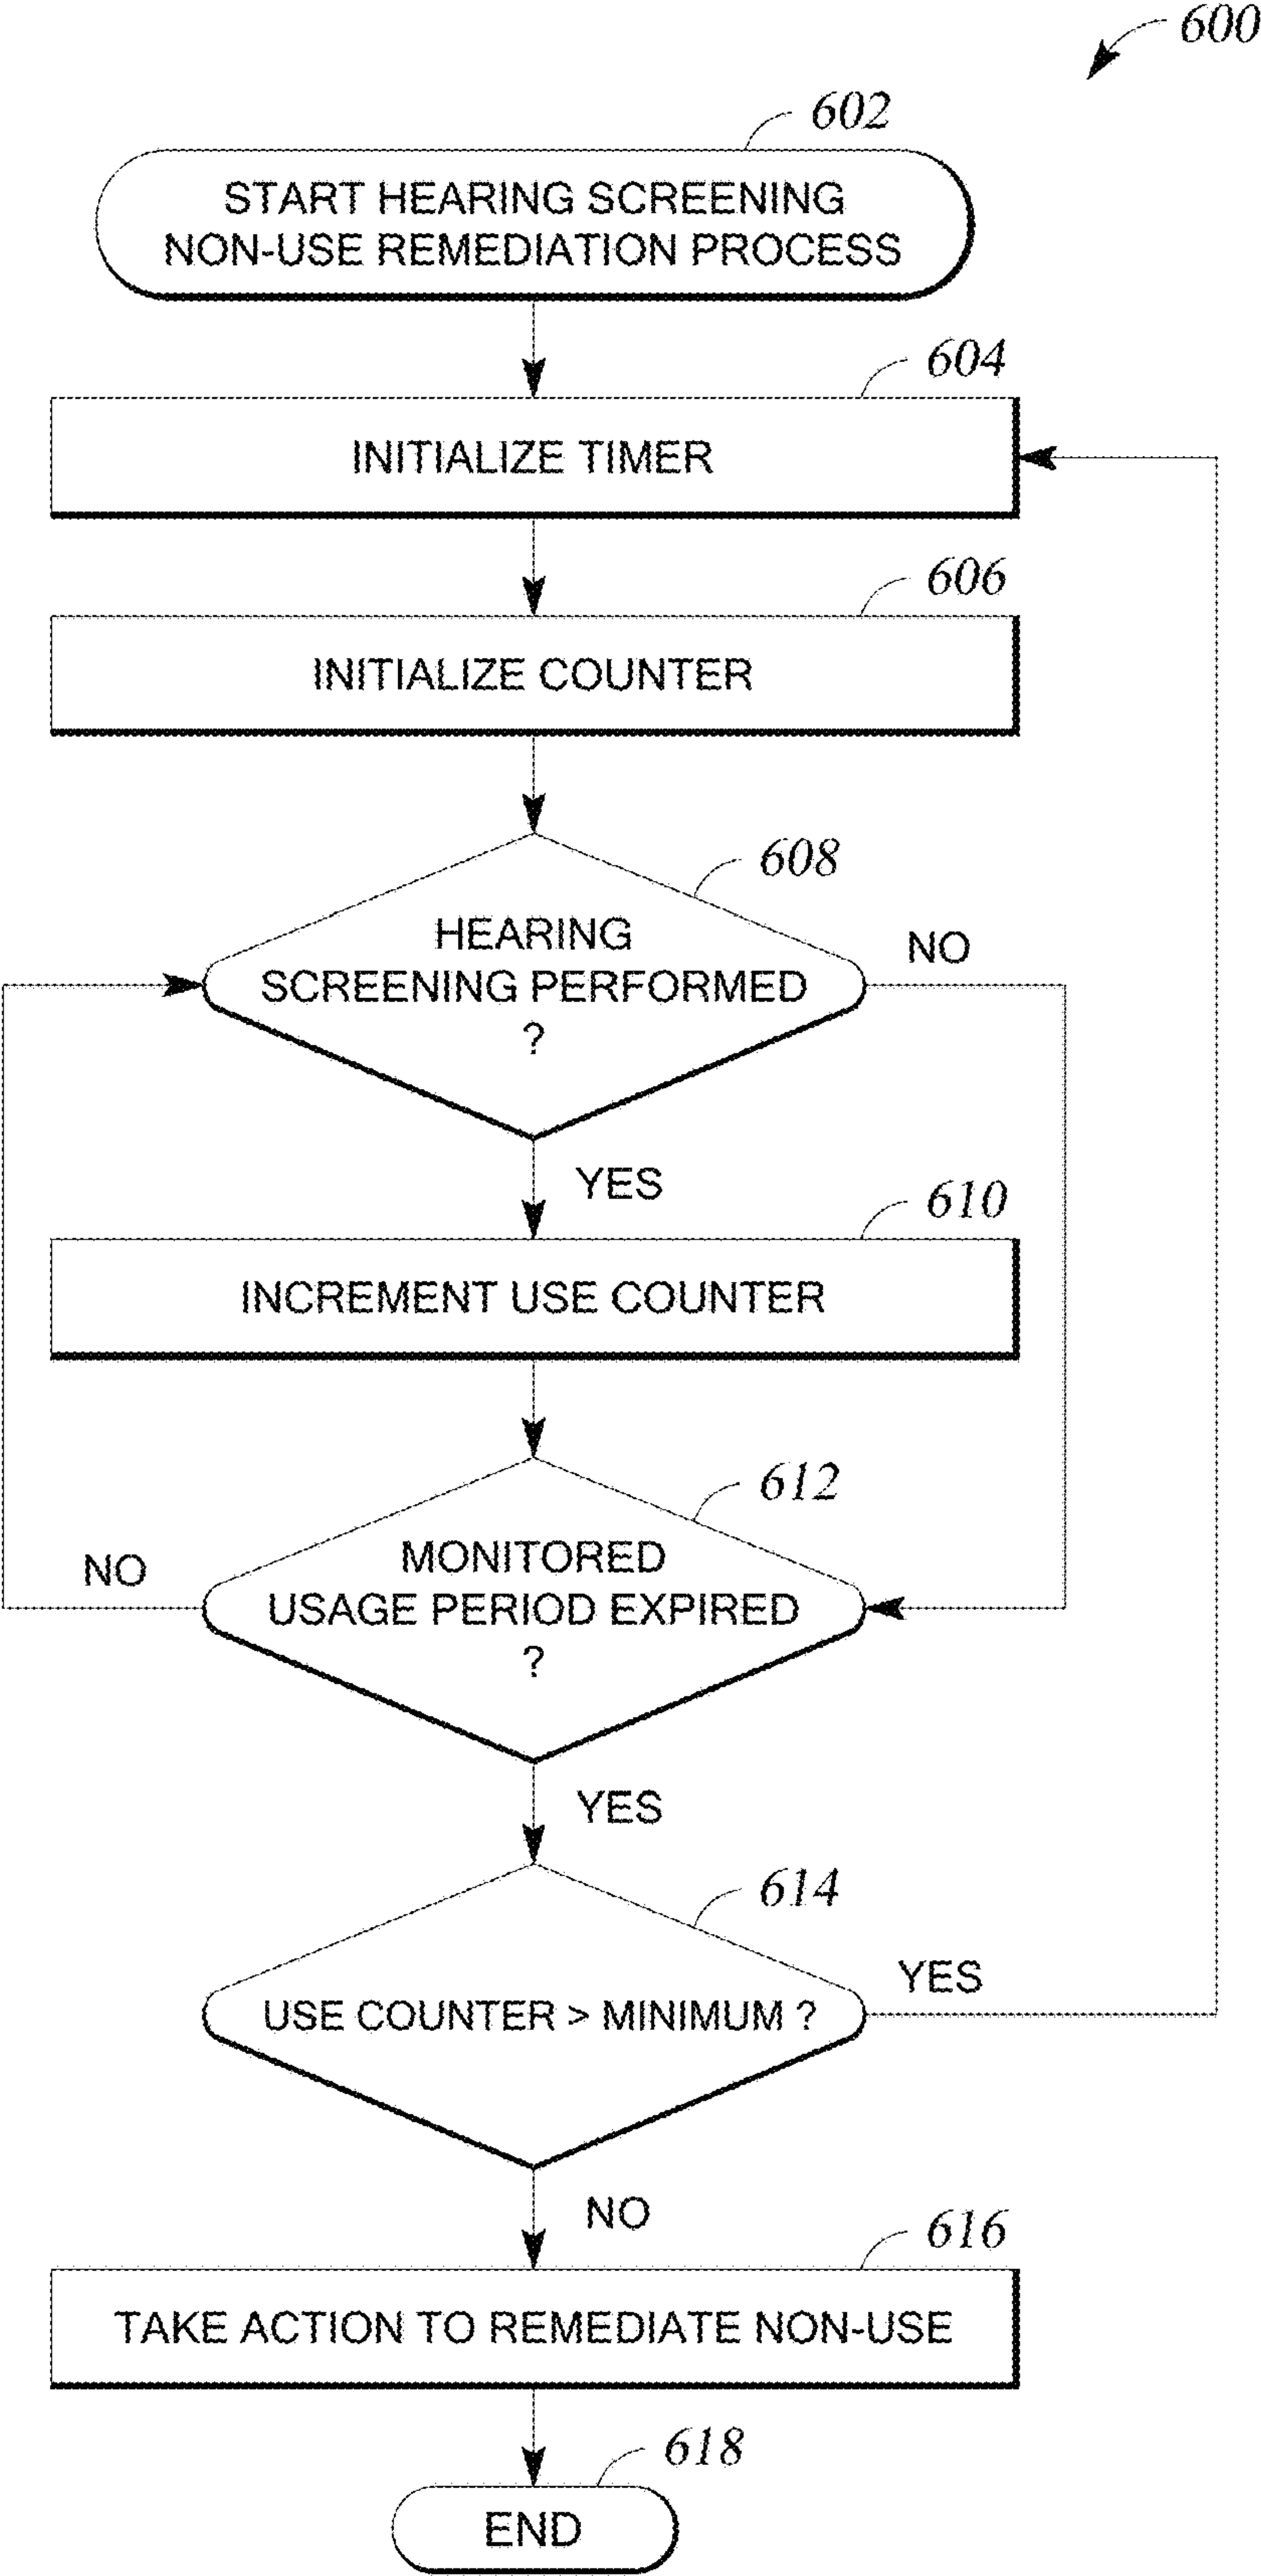 600
602
START HEARING SCREENING
NON-USE REMEDIATION PROCESS
604
INITIALIZE TIMER
606
INITIALIZE COUNTER
608
HEARING
SCREENING PERFORMED
?
NO
YES
610
INCREMENT USE COUNTER
612
MONITORED
USAGE PERIOD EXPIRED
?
NO
YES
614
USE COUNTER > MINIMUM ?
YES
NO
616
TAKE ACTION TO REMEDIATE NON-USE
618
END